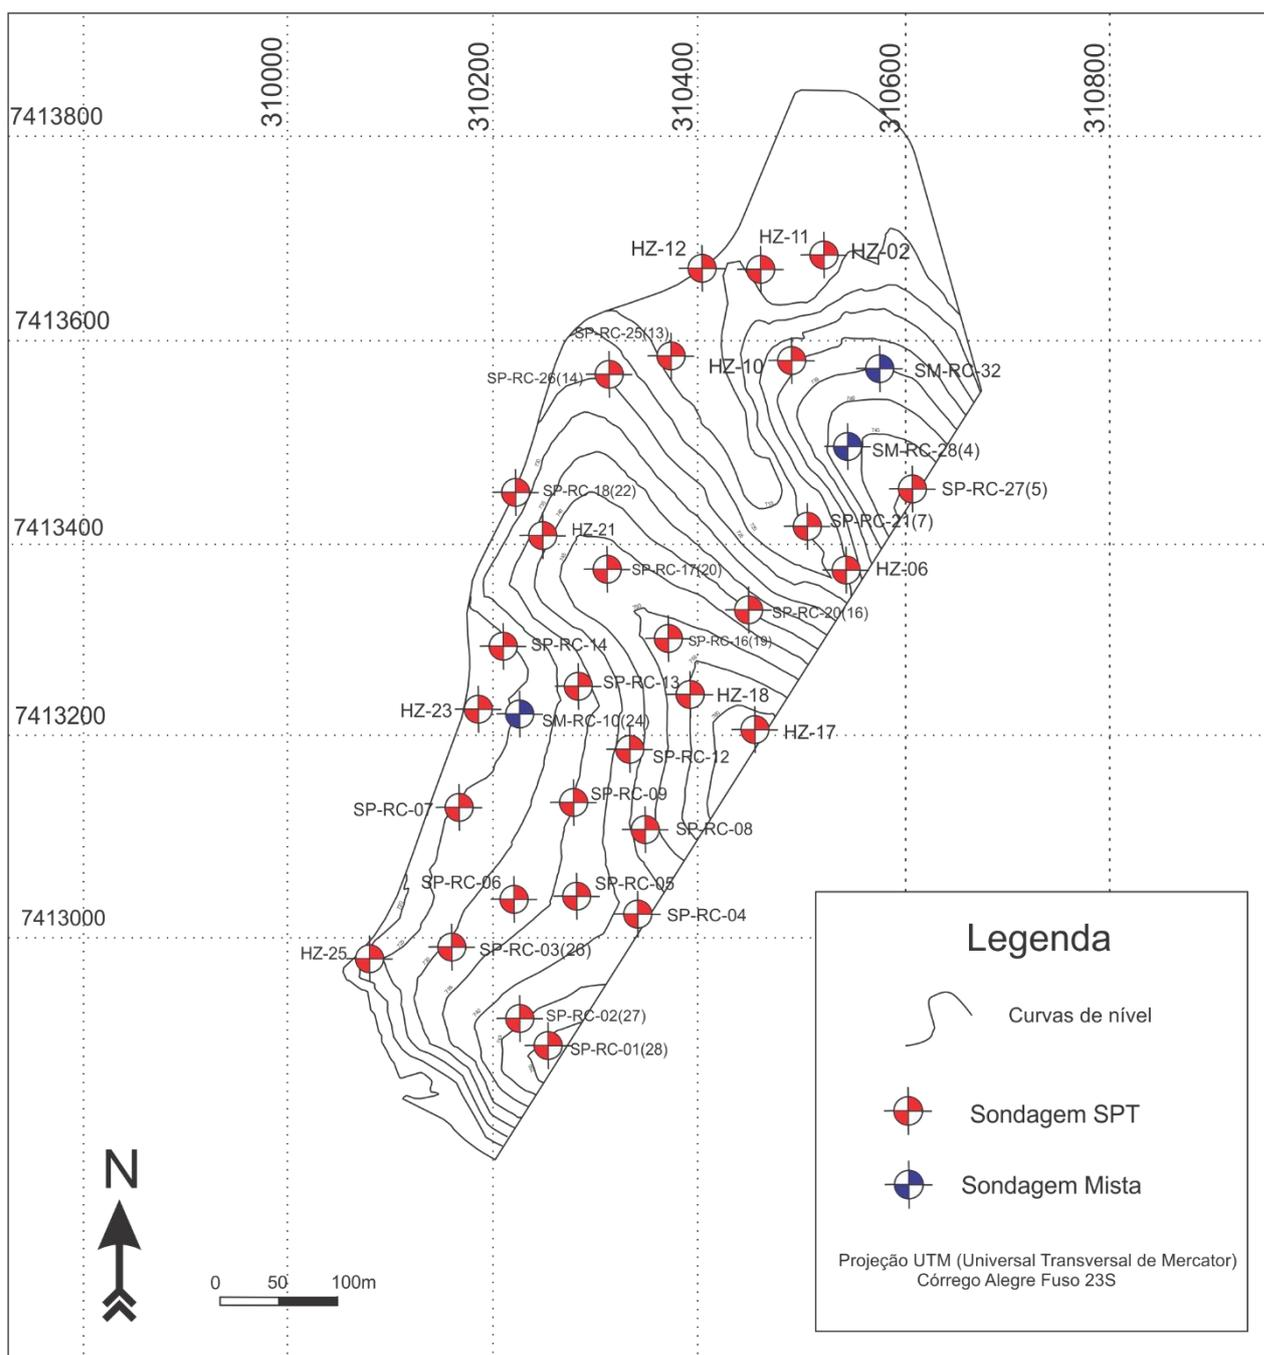 310000
310200
310400
310600
310800
7413800
7413600
7413400
7413200
7413000
HZ-12
HZ-11
HZ-02
SP-RC-25(13)
HZ-10
SM-RC-32
SP-RC-26(14)
SM-RC-28(4)
SP-RC-27(5)
SP-RC-18(22)
SP-RC-21(7)
HZ-21
SP-RC-17(20)
HZ-06
SP-RC-20(16)
SP-RC-16(19)
SP-RC-14
SP-RC-13
HZ-18
HZ-23
SM-RC-10(24)
HZ-17
SP-RC-12
SP-RC-09
SP-RC-07
SP-RC-08
SP-RC-06
SP-RC-05
SP-RC-04
HZ-25
SP-RC-03(26)
SP-RC-02(27)
SP-RC-01(28)
Legenda
Curvas de nível
Sondagem SPT
Sondagem Mista
Projeção UTM (Universal Transversal de Mercator)
Córrego Alegre Fuso 23S
N
0 50 100m